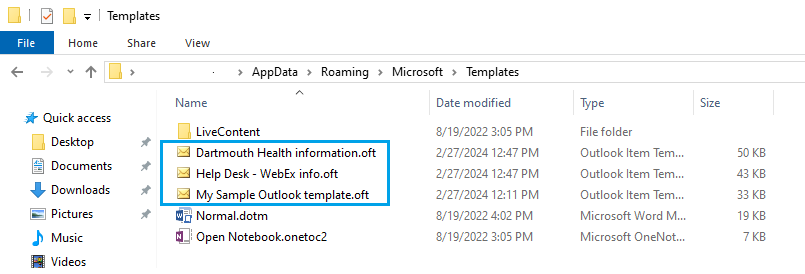 Templates
File Home Share View
AppData Roaming Microsoft Templates
Name Date modified Type Size
Quick access
LiveContent 8/19/2022 3:05 PM File folder
Desktop
Dartmouth Health information.oft 2/27/2024 12:47 PM Outlook Item Tem... 50 KB
Documents
Help Desk - WebEx info.oft 2/27/2024 12:47 PM Outlook Item Tem... 43 KB
Downloads
My Sample Outlook template.oft 2/27/2024 12:11 PM Outlook Item Tem... 33 KB
Pictures
Normal.dotm 8/19/2022 4:02 PM Microsoft Word M... 19 KB
Music
Open Notebook.onetoc2 8/19/2022 3:05 PM Microsoft OneNot... 7 KB
Videos